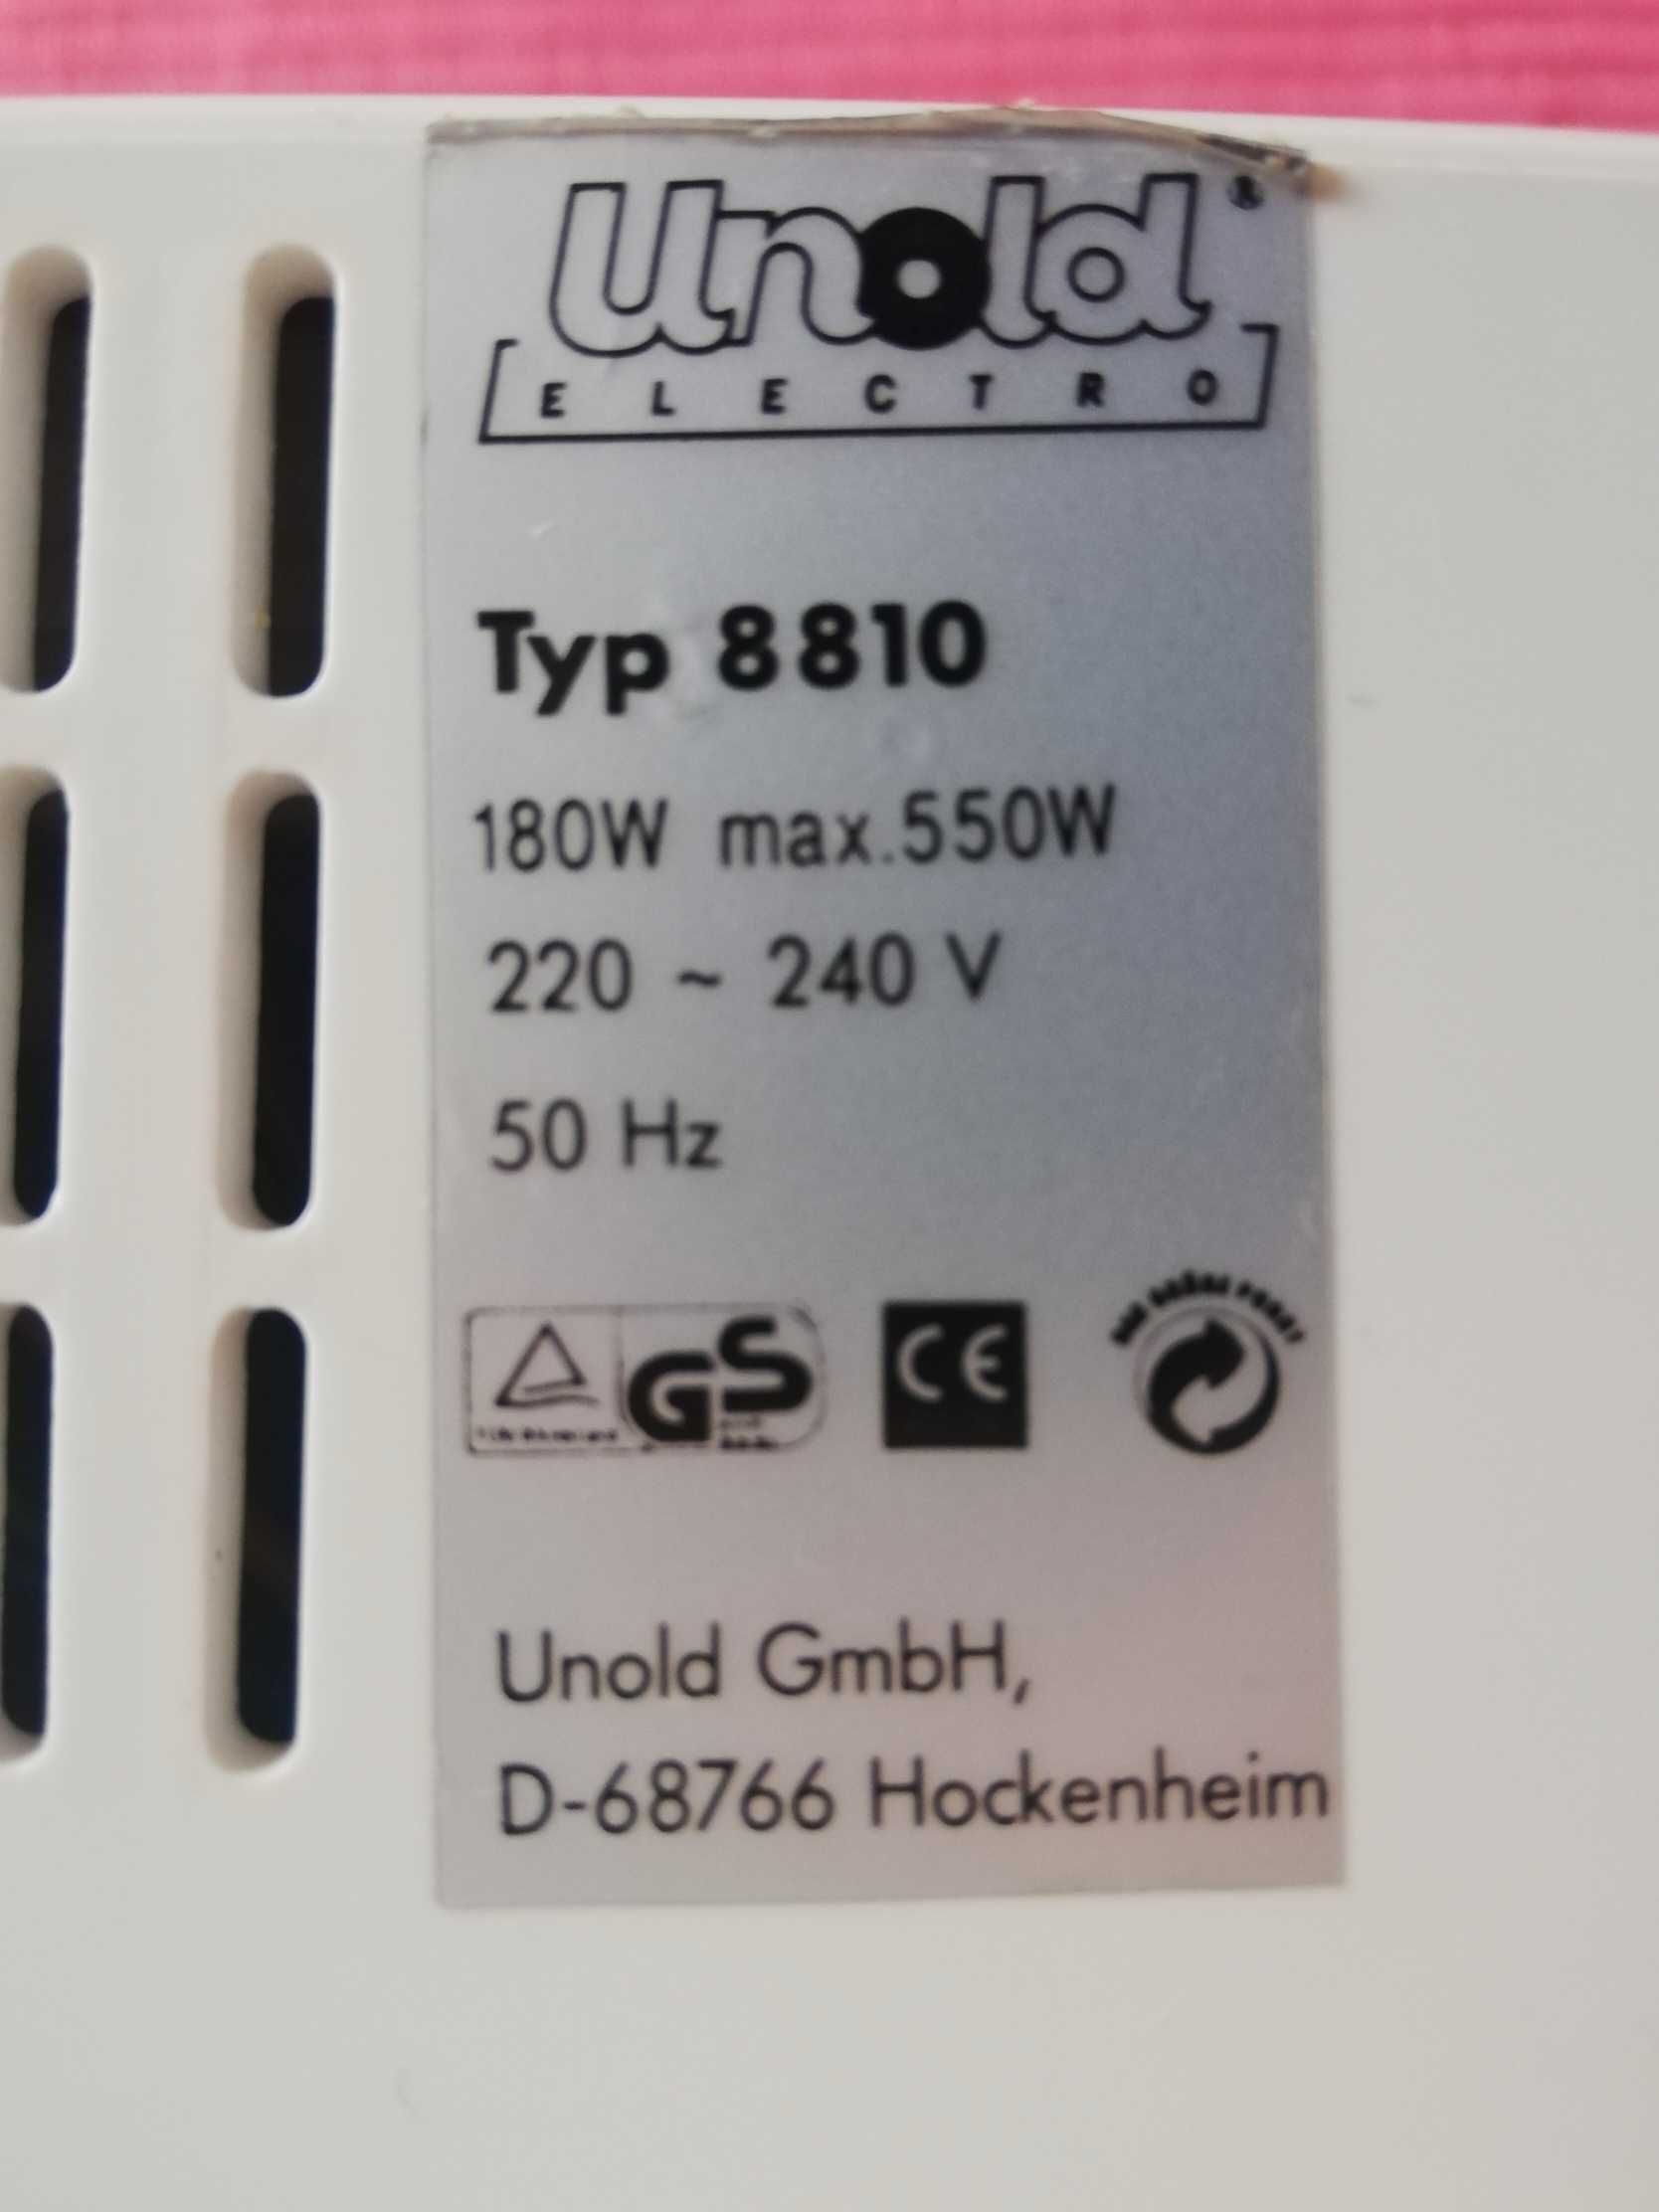 Unold®
ELECTRO
Typ 8810
180W max.550W
220 ~ 240 V
50 Hz
GS CE
Unold GmbH,
D-68766 Hockenheim